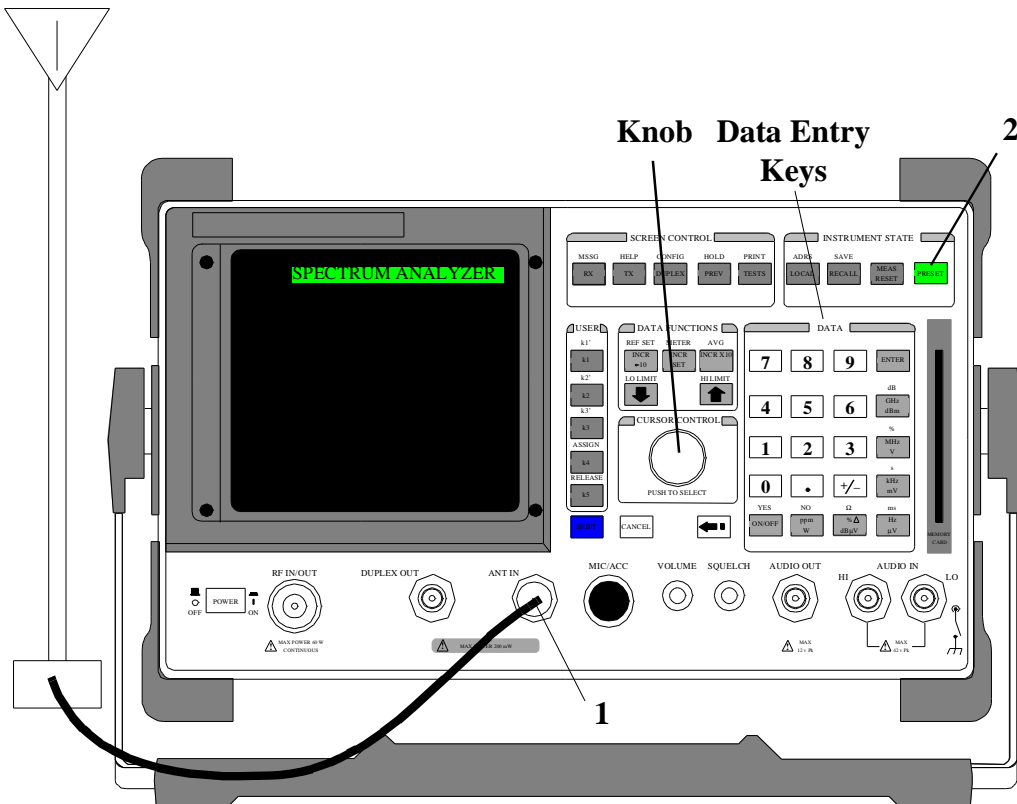 Knob
Data Entry
Keys
2
SPECTRUM ANALYZER
SCREEN CONTROL
MSSG HELP CONFIG HOLD PRINT
RX TX DUPLEX PREV TESTS
INSTRUMENT STATE
ADRS SAVE
LOCAL RECALL MEAS RESET PRESET
USER
k1'
k1
k2'
k2
k3'
k3
ASSIGN
k4
RELEASE
k5
DATA FUNCTIONS
REF SET METER AVG
INCR ÷10 INCR SET INCR X10
LO LIMIT HI LIMIT
CURSOR CONTROL
PUSH TO SELECT
CANCEL
DATA
7 8 9 ENTER
dB
4 5 6 GHz dBm
%
1 2 3 MHz V
s
0 . +/− kHz mV
YES NO Ω ms
ON/OFF ppm W % Δ dBµV Hz µV
MEMORY CARD
RF IN/OUT
DUPLEX OUT
ANT IN
MIC/ACC
VOLUME
SQUELCH
AUDIO OUT
AUDIO IN
HI
LO
OFF
POWER
ON
MAX POWER 60 W
CONTINUOUS
MAX POWER 200 mW
MAX
12 v Pk
MAX
42 v Pk
1